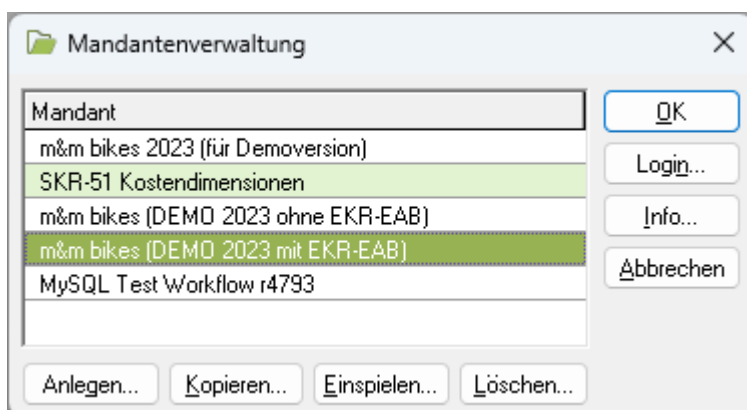 Mandantenverwaltung
Mandant
m&m bikes 2023 (für Demoversion)
SKR-51 Kostendimensionen
m&m bikes (DEMO 2023 ohne EKR-EAB)
m&m bikes (DEMO 2023 mit EKR-EAB)
MySQL Test Workflow r4793
OK
Login...
Info...
Abbrechen
Anlegen... Kopieren... Einspielen... Löschen...